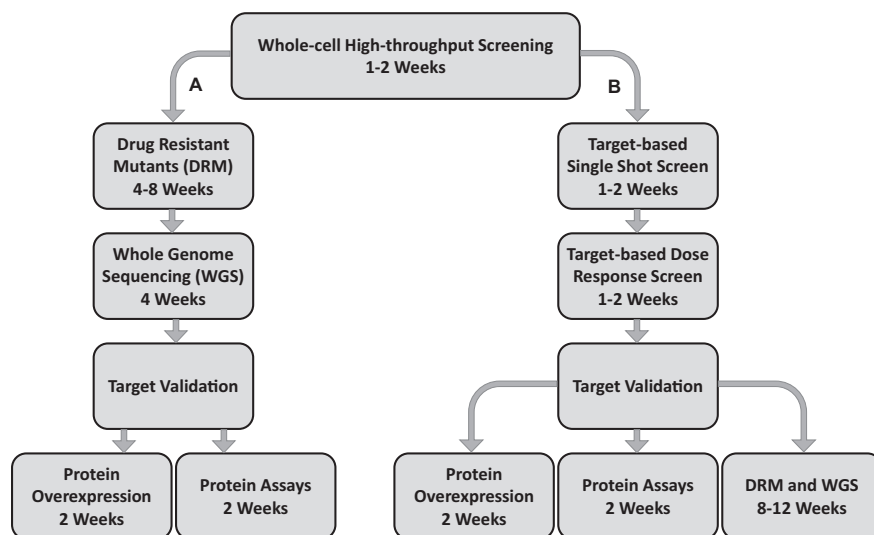 Whole-cell High-throughput Screening
1-2 Weeks
A
B
Drug Resistant
Mutants (DRM)
4-8 Weeks
Target-based
Single Shot Screen
1-2 Weeks
Whole Genome
Sequencing (WGS)
4 Weeks
Target-based Dose
Response Screen
1-2 Weeks
Target Validation
Target Validation
Protein
Overexpression
2 Weeks
Protein Assays
2 Weeks
Protein
Overexpression
2 Weeks
Protein Assays
2 Weeks
DRM and WGS
8-12 Weeks